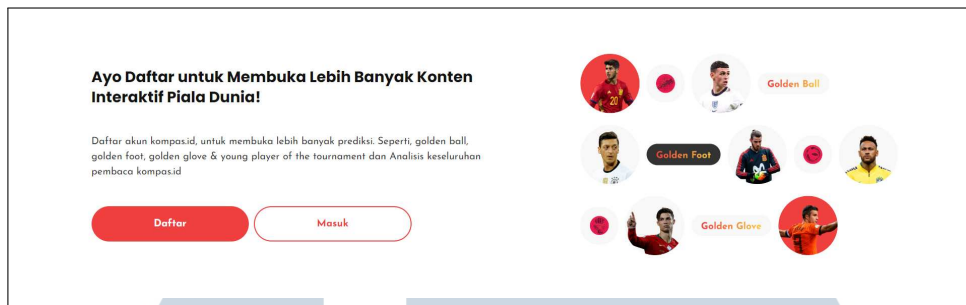 Ayo Daftar untuk Membuka Lebih Banyak Konten
Interaktif Piala Dunia!
Daftar akun kompas.id, untuk membuka lebih banyak prediksi. Seperti, golden ball,
golden foot, golden glove & young player of the tournament dan Analisis keseluruhan
pembaca kompas.id
Daftar
Masuk
Golden Ball
Golden Foot
Golden Glove
20